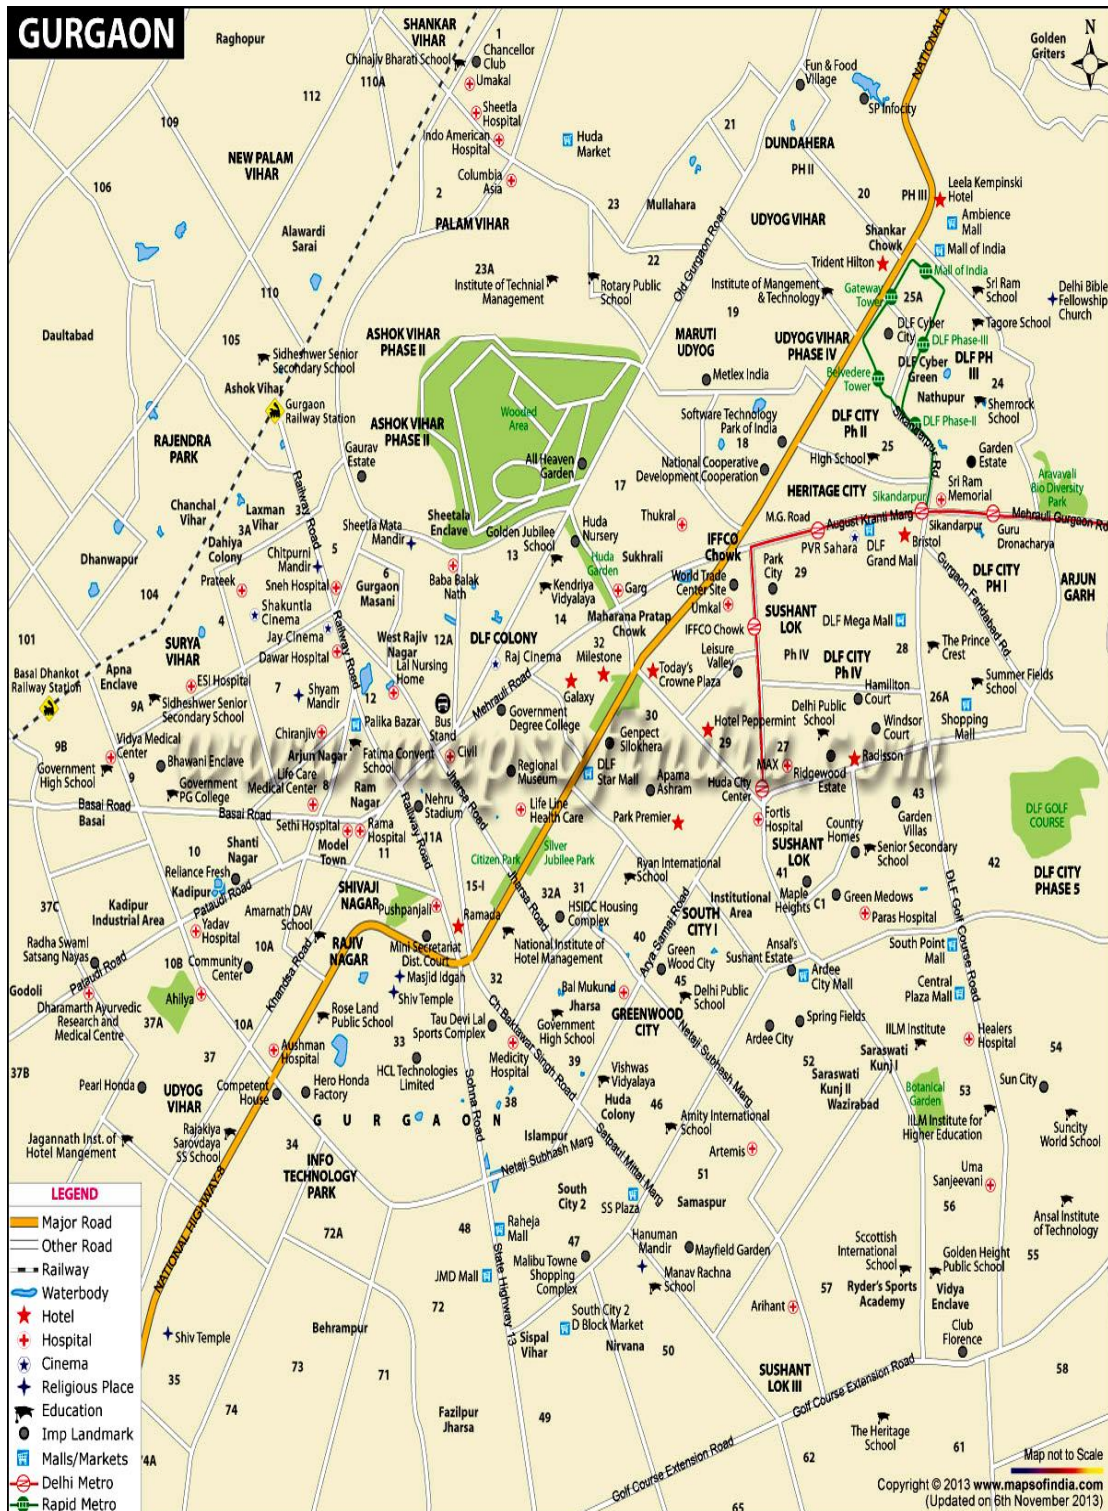 GURGAON
Raghopur
SHANKAR
VIHAR
1
Chancellor
Club
Chinajiv Bharati School
Umakal
110A
112
Sheetla
Hospital
Indo American
Hospital
Huda
Market
Columbia
Asia
109
NEW PALAM
VIHAR
106
2
PALAM VIHAR
23
Mullahara
21
Fun & Food
Village
SP Infocity
DUNDAHERA
PH II
20
PH III
NATIONAL
Golden
Griters
N
Leela Kempinski
Hotel
Ambience
Mall
Mall of India
UDYOG VIHAR
Shankar
Chowk
Trident Hilton
Alawardi
Sarai
110
23A
Institute of Technial
Management
Rotary Public
School
22
Old Gurgaon Road
Institute of Mangement
& Technology
Gateway
Tower
25A
Mall of India
Sri Ram
School
Delhi Bible
Fellowship
Church
Daultabad
105
ASHOK VIHAR
PHASE II
19
MARUTI
UDYOG
UDYOG VIHAR
PHASE IV
DLF Cyber
City
Tagore School
DLF Phase-III
DLF Cyber
Green
DLF PH
III
Sidheshwer Senior
Secondary School
Ashok Vihar
Gurgaon
Railway Station
Metlex India
Belvedere
Tower
Nathupur
24
Shemrock
School
ASHOK VIHAR
PHASE II
Wooded
Area
Software Technology
Park of India
18
DLF CITY
Ph II
DLF Phase-II
Sikandarpur Rd
RAJENDRA
PARK
Gaurav
Estate
All Heaven
Garden
High School
25
Garden
Estate
National Cooperative
Development Cooperation
17
HERITAGE CITY
Sikandarpur
Sri Ram
Memorial
Aravavali
Bio Diversity
Park
Chanchal
Vihar
Laxman
Vihar
3
Railway Road
Sheetala
Enclave
Golden Jubilee
School
Huda
Nursery
Thukral
M.G. Road
August Kranti Marg
Sikandarpur
Guru
Dronacharya
Mehrauli Gurgaon Rd
3A
Dahiya
Colony
Sheetla Mata
Mandir
13
Sukhrali
IFFCO
Chowk
PVR Sahara
DLF
Grand Mall
Bristol
Dhanwapur
Chitpurni
Mandir
5
Huda
Garden
Park
City
29
DLF CITY
PH I
ARJUN
GARH
Prateek
Sneh Hospital
6
Gurgaon
Masani
Baba Balak
Nath
Kendriya
Vidyalaya
Garg
World Trade
Center Site
Umkal
Gurgaon Faridabad Rd
104
Shakuntla
Cinema
Maharana Pratap
Chowk
SUSHANT
LOK
DLF Mega Mall
101
4
SURYA
VIHAR
Jay Cinema
Railway Road
West Rajiv
Nagar
12A
DLF COLONY
14
32
IFFCO Chowk
28
The Prince
Crest
Dawar Hospital
Lal Nursing
Home
Raj Cinema
Milestone
Leisure
Valley
Ph IV
DLF CITY
Ph IV
Basai Dhankot
Railway Station
Apna
Enclave
ESI Hospital
7
Shyam
Mandir
12
Mehrauli Road
Galaxy
Today's
Crowne Plaza
Hamilton
Court
Summer Fields
School
26A
9A
Sidheshwer Senior
Secondary School
Palika Bazar
Bus
Stand
Government
Degree College
30
Hotel Peppermint
Delhi Public
School
Windsor
Court
Shopping
Mall
www.mapsofindia.com
9B
Vidya Medical
Center
Chiranjiv
Arjun Nagar
Fatima Convent
School
Civil
Genpect
Silokhera
29
27
MAX
Radisson
Government
High School
9
Bhawani Enclave
Life Care
Medical Center
8
Ram
Nagar
Jharsa Road
Regional
Museum
DLF
Star Mall
Apama
Ashram
Huda City
Center
Ridgewood
Estate
Government
PG College
Basai Road
Basai
Basai Road
Nehru
Stadium
Life Line
Health Care
Park Premier
Fortis
Hospital
Country
Homes
43
Garden
Villas
DLF GOLF
COURSE
Sethi Hospital
Rama
Hospital
11A
Railway Road
10
Shanti
Nagar
Model
Town
11
Citizen Park
Silver
Jubilee Park
SUSHANT
LOK
Senior Secondary
School
42
Reliance Fresh
Kadipur
Pataudi Road
SHIVAJI
NAGAR
15-I
Jharsa Road
32A
31
Ryan International
School
41
DLF CITY
PHASE 5
37C
Kadipur
Industrial Area
Pushpanjali
Ramada
HSIDC Housing
Complex
Institutional
Area
Maple
Heights
C1
Green Medows
Paras Hospital
DLF Golf Course Road
Yadav
Hospital
Amarnath DAV
School
RAJIV
NAGAR
Mini Secretariat
Dist. Court
National Institute of
Hotel Management
SOUTH
CITY I
Arya Samaj Road
40
Radha Swami
Satsang Nayas
10A
Community
Center
Khandsa Road
Green
Wood City
Ansal's
Sushant Estate
South Point
Mall
Pataudi Road
10B
Masjid Idgah
32
Ardee
City Mall
Godoli
Ahilya
Shiv Temple
Bal Mukund
Jharsa
45
Delhi Public
School
Central
Plaza Mall
Dharamarth Ayurvedic
Research and
Medical Centre
37A
10A
Rose Land
Public School
Tau Devi Lal
Sports Complex
Ch Baktawar Singh Road
Government
High School
GREENWOOD
CITY
Ardee City
Spring Fields
IILM Institute
Healers
Hospital
37
Aushman
Hospital
33
HCL Technologies
Limited
Medicity
Hospital
39
Vishwas
Vidyalaya
Netaji Subhash Marg
52
Saraswati
Kunj I
54
37B
Pearl Honda
UDYOG
VIHAR
Competent
House
Hero Honda
Factory
Sohna Road
38
Huda
Colony
46
Saraswati
Kunj II
Wazirabad
Botanical
Garden
53
Sun City
GURGAON
Amity International
School
IILM Institute for
Higher Education
Suncity
World School
Jagannath Inst. of
Hotel Mangement
Rajakiya
Sarovdaya
SS School
34
Islampur
Netaji Subhash Marg
Satpaul Mittal Marg
Artemis
INFO
TECHNOLOGY
PARK
51
Uma
Sanjeevani
NATIONAL HIGHWAY-8
South
City 2
SS Plaza
Samaspur
56
Ansal Institute
of Technology
72A
48
Raheja
Mall
47
Hanuman
Mandir
Mayfield Garden
Sccottish
International
School
Golden Height
Public School
55
State Highway 13
JMD Mall
Malibu Towne
Shopping
Complex
Manav Rachna
School
57
Ryder's Sports
Academy
Vidya
Enclave
72
South City 2
D Block Market
Arihant
Club
Florence
Behrampur
Sispal
Vihar
Nirvana
50
Shiv Temple
35
73
71
SUSHANT
LOK III
Golf Course Extension Road
58
74
Fazilpur
Jharsa
49
The Heritage
School
61
74A
Golf Course Extension Road
62
65
LEGEND
Major Road
Other Road
Railway
Waterbody
Hotel
Hospital
Cinema
Religious Place
Education
Imp Landmark
Malls/Markets
Delhi Metro
Rapid Metro
Map not to Scale
Copyright © 2013 www.mapsofindia.com
(Updated on 6th November 2013)